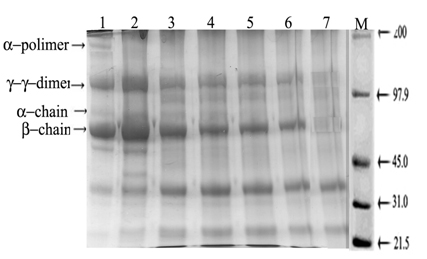 1 2 3 4 5 6 7 M
α-polimer
γ-γ-dimer
α-chain
β-chain
200
97.9
45.0
31.0
21.5